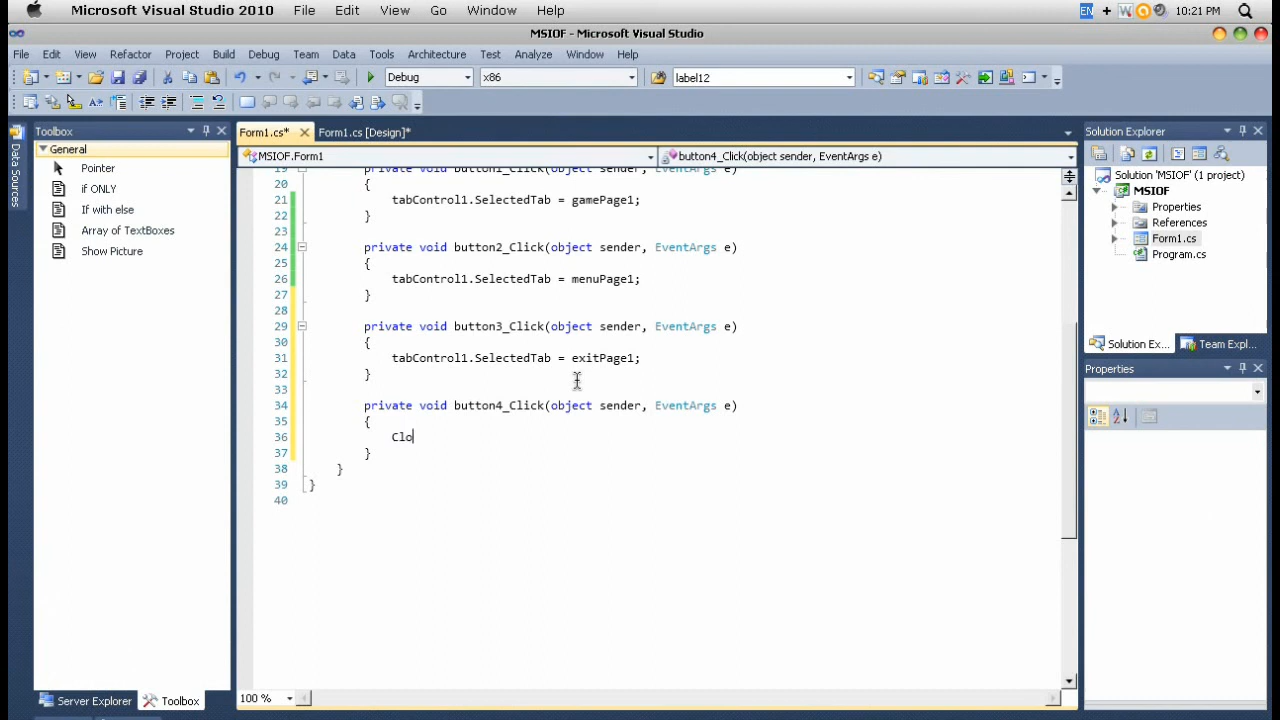 Microsoft Visual Studio 2010 File Edit View Go Window Help
EN 10:21 PM
MSIOF - Microsoft Visual Studio
File Edit View Refactor Project Build Debug Team Data Tools Architecture Test Analyze Window Help
Debug x86 label12
Data Sources
Toolbox
General
Pointer
if ONLY
If with else
Array of TextBoxes
Show Picture
Server Explorer Toolbox
Form1.cs* Form1.cs [Design]*
MSIOF.Form1 button4_Click(object sender, EventArgs e)
19 private void button1_Click(object sender, EventArgs e)
20 {
21 tabControl1.SelectedTab = gamePage1;
22 }
23
24 private void button2_Click(object sender, EventArgs e)
25 {
26 tabControl1.SelectedTab = menuPage1;
27 }
28
29 private void button3_Click(object sender, EventArgs e)
30 {
31 tabControl1.SelectedTab = exitPage1;
32 }
33
34 private void button4_Click(object sender, EventArgs e)
35 {
36 Clo
37 }
38 }
39 }
40
100 %
Solution Explorer
Solution 'MSIOF' (1 project)
MSIOF
Properties
References
Form1.cs
Program.cs
Solution Ex... Team Expl...
Properties